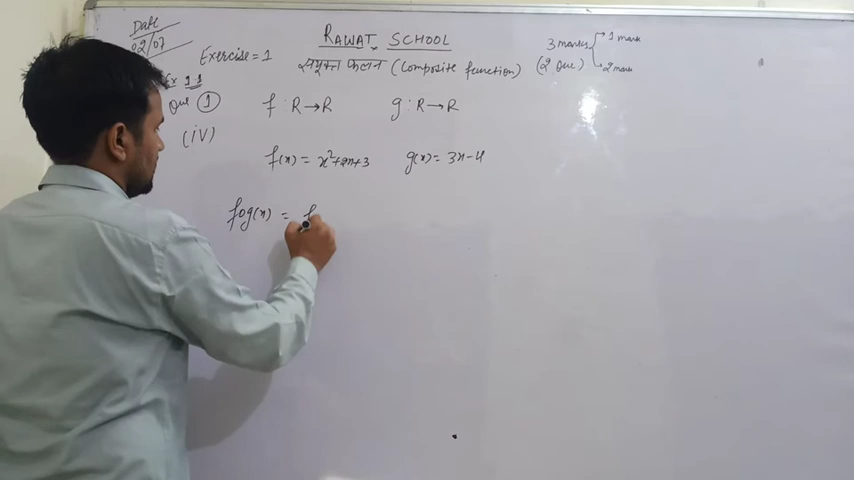 Date
02/07
RAWAT SCHOOL
Exercise = 1
संयुक्त फलन (Composite function)
3 marks
(2 Que)
1 mark
2 mark
Ex 1.1
Que 1
(iv)
f : R → R
g : R → R
f(x) = x²+2x+3
g(x) = 3x-4
fog(x) = f